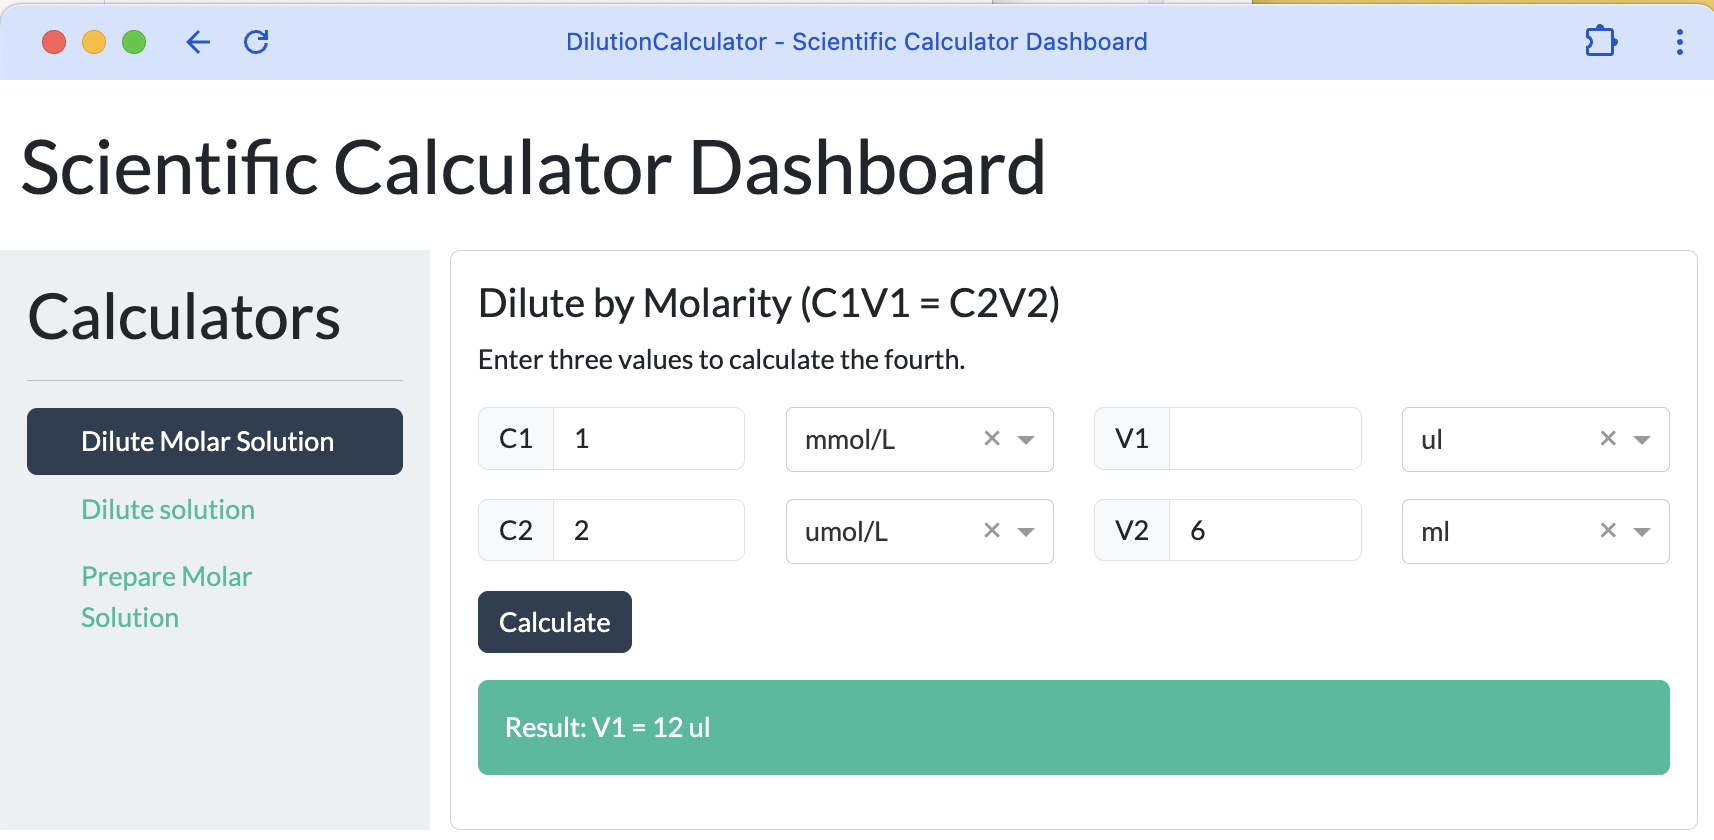 DilutionCalculator - Scientific Calculator Dashboard
Scientific Calculator Dashboard
Calculators
Dilute Molar Solution
Dilute solution
Prepare Molar
Solution
Dilute by Molarity (C1V1 = C2V2)
Enter three values to calculate the fourth.
C1 1 mmol/L V1 ul
C2 2 umol/L V2 6 ml
Calculate
Result: V1 = 12 ul